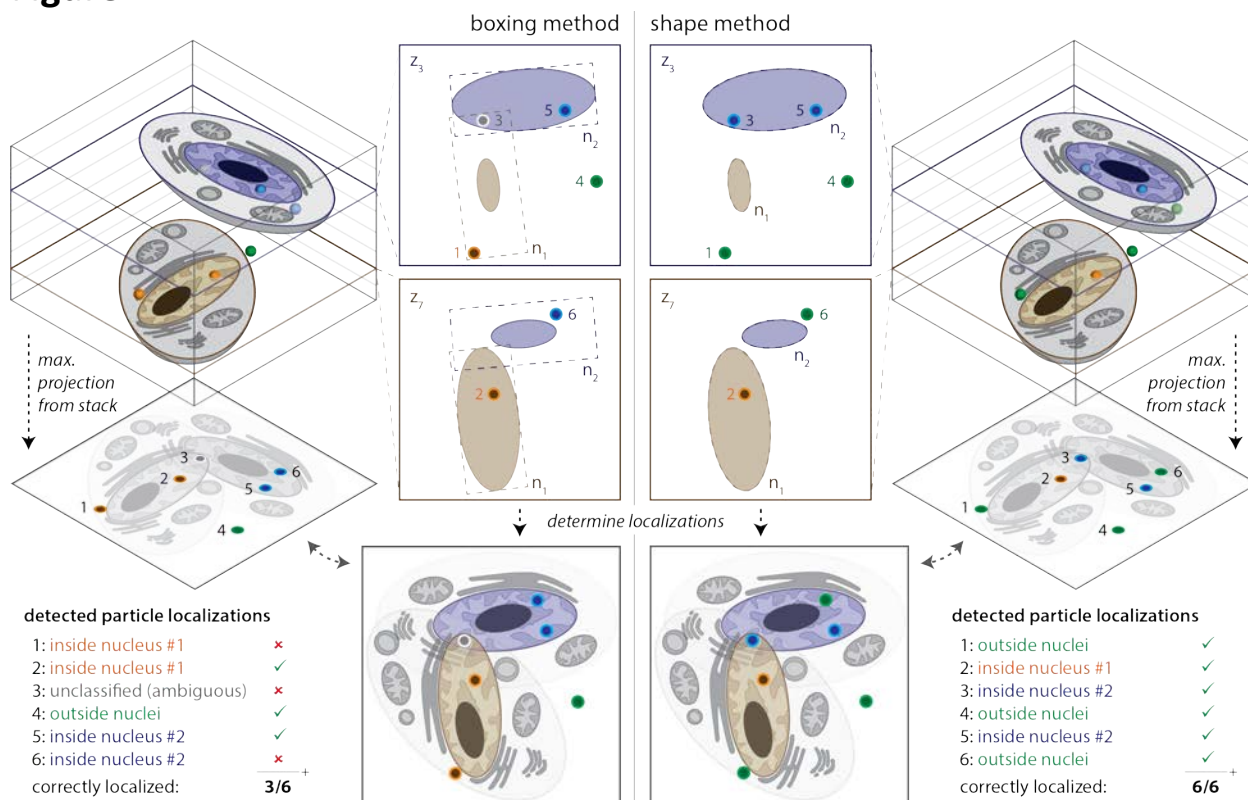 boxing method
shape method
z3
5
3
n2
4
1
n1
z3
5
3
n2
4
n1
1
z7
6
n2
2
n1
z7
6
n2
2
n1
max.
projection
from stack
max.
projection
from stack
3
2
6
5
1
4
3
2
6
5
1
4
determine localizations
detected particle localizations
1: inside nucleus #1 ×
2: inside nucleus #1 ✓
3: unclassified (ambiguous) ×
4: outside nuclei ✓
5: inside nucleus #2 ✓
6: inside nucleus #2 ×
+
correctly localized: 3/6
detected particle localizations
1: outside nuclei ✓
2: inside nucleus #1 ✓
3: inside nucleus #2 ✓
4: outside nuclei ✓
5: inside nucleus #2 ✓
6: outside nuclei ✓
+
correctly localized: 6/6